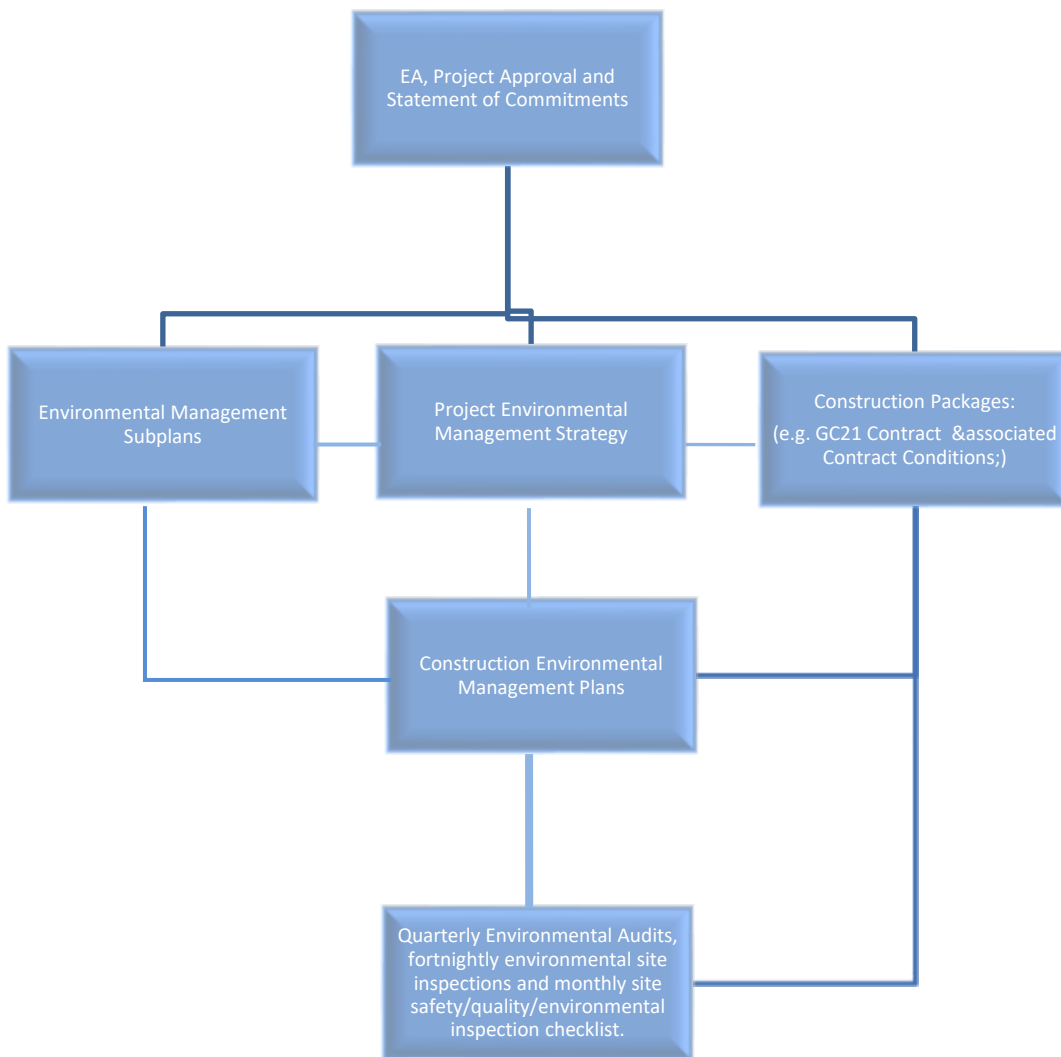 EA, Project Approval and
Statement of Commitments
Environmental Management
Subplans
Project Environmental
Management Strategy
Construction Packages:
(e.g. GC21 Contract  &associated
Contract Conditions;)
Construction Environmental
Management Plans
Quarterly Environmental Audits,
fortnightly environmental site
inspections and monthly site
safety/quality/environmental
inspection checklist.